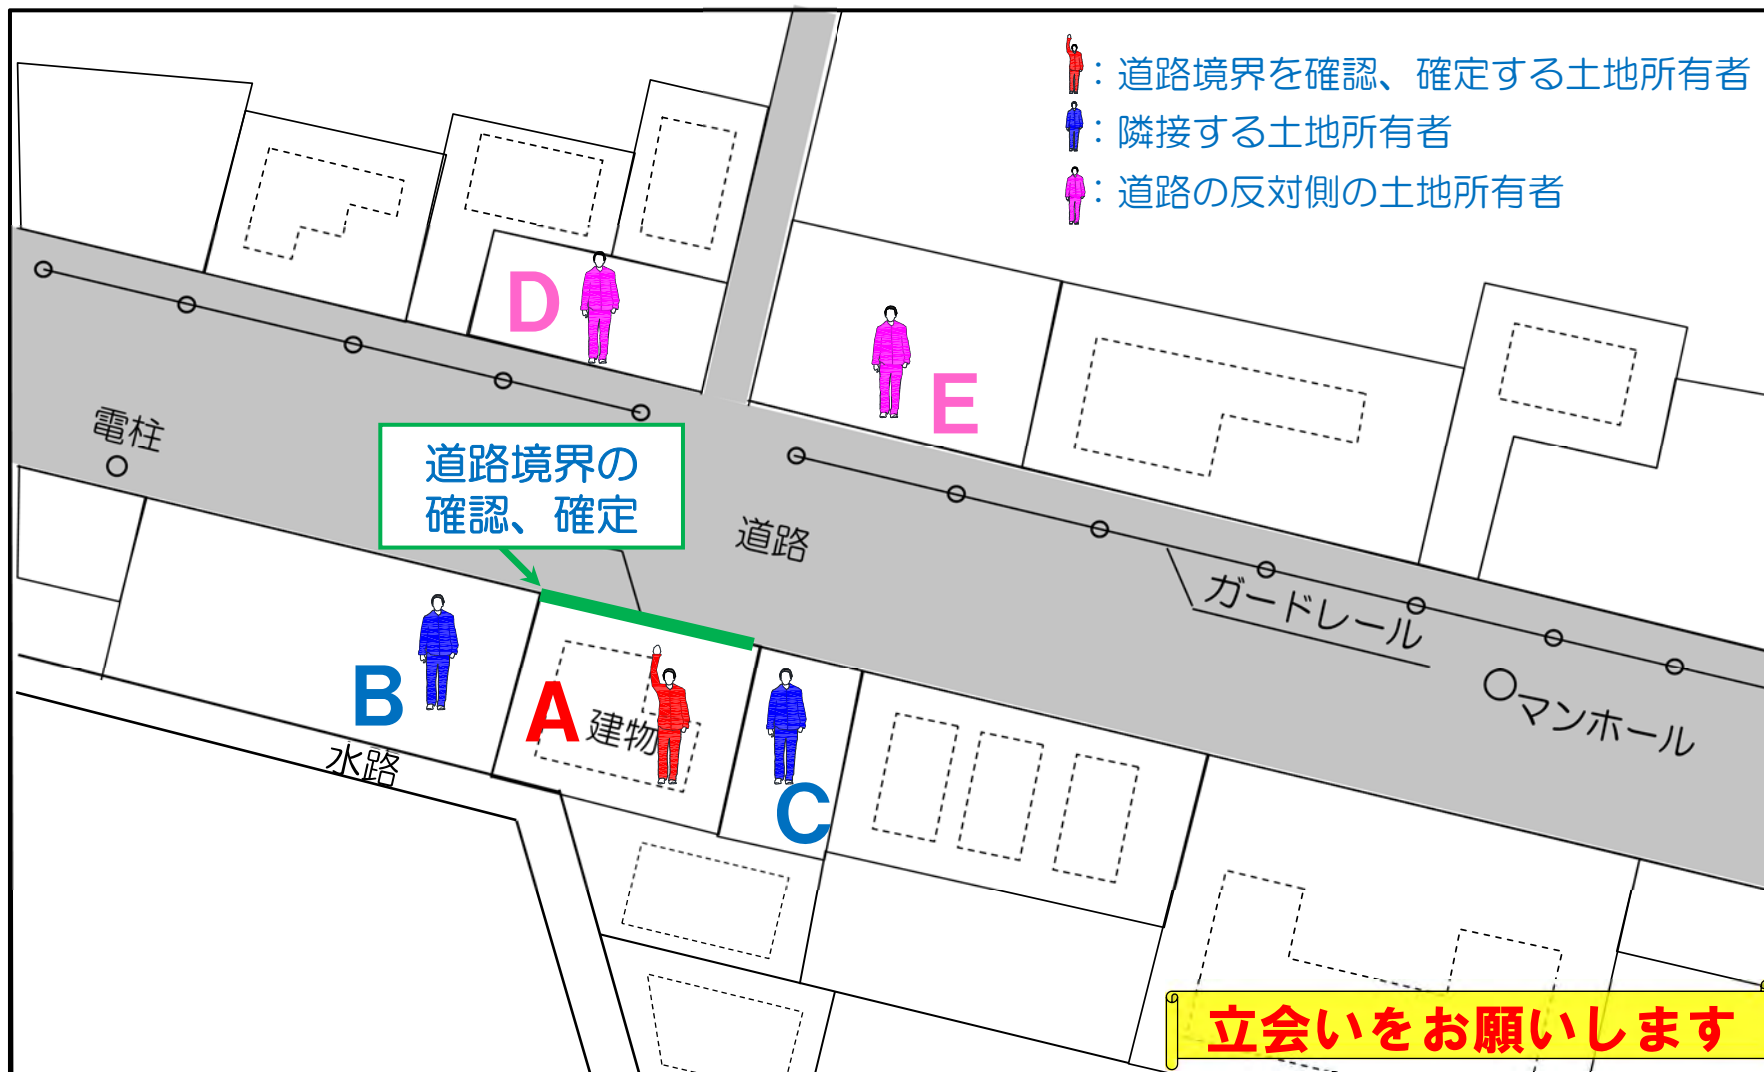 ：道路境界を確認、確定する土地所有者
：隣接する土地所有者
：道路の反対側の土地所有者
D
E
電柱
道路境界の
確認、確定
道路
ガードレール
マンホール
B
A
建物
C
水路
立会いをお願いします